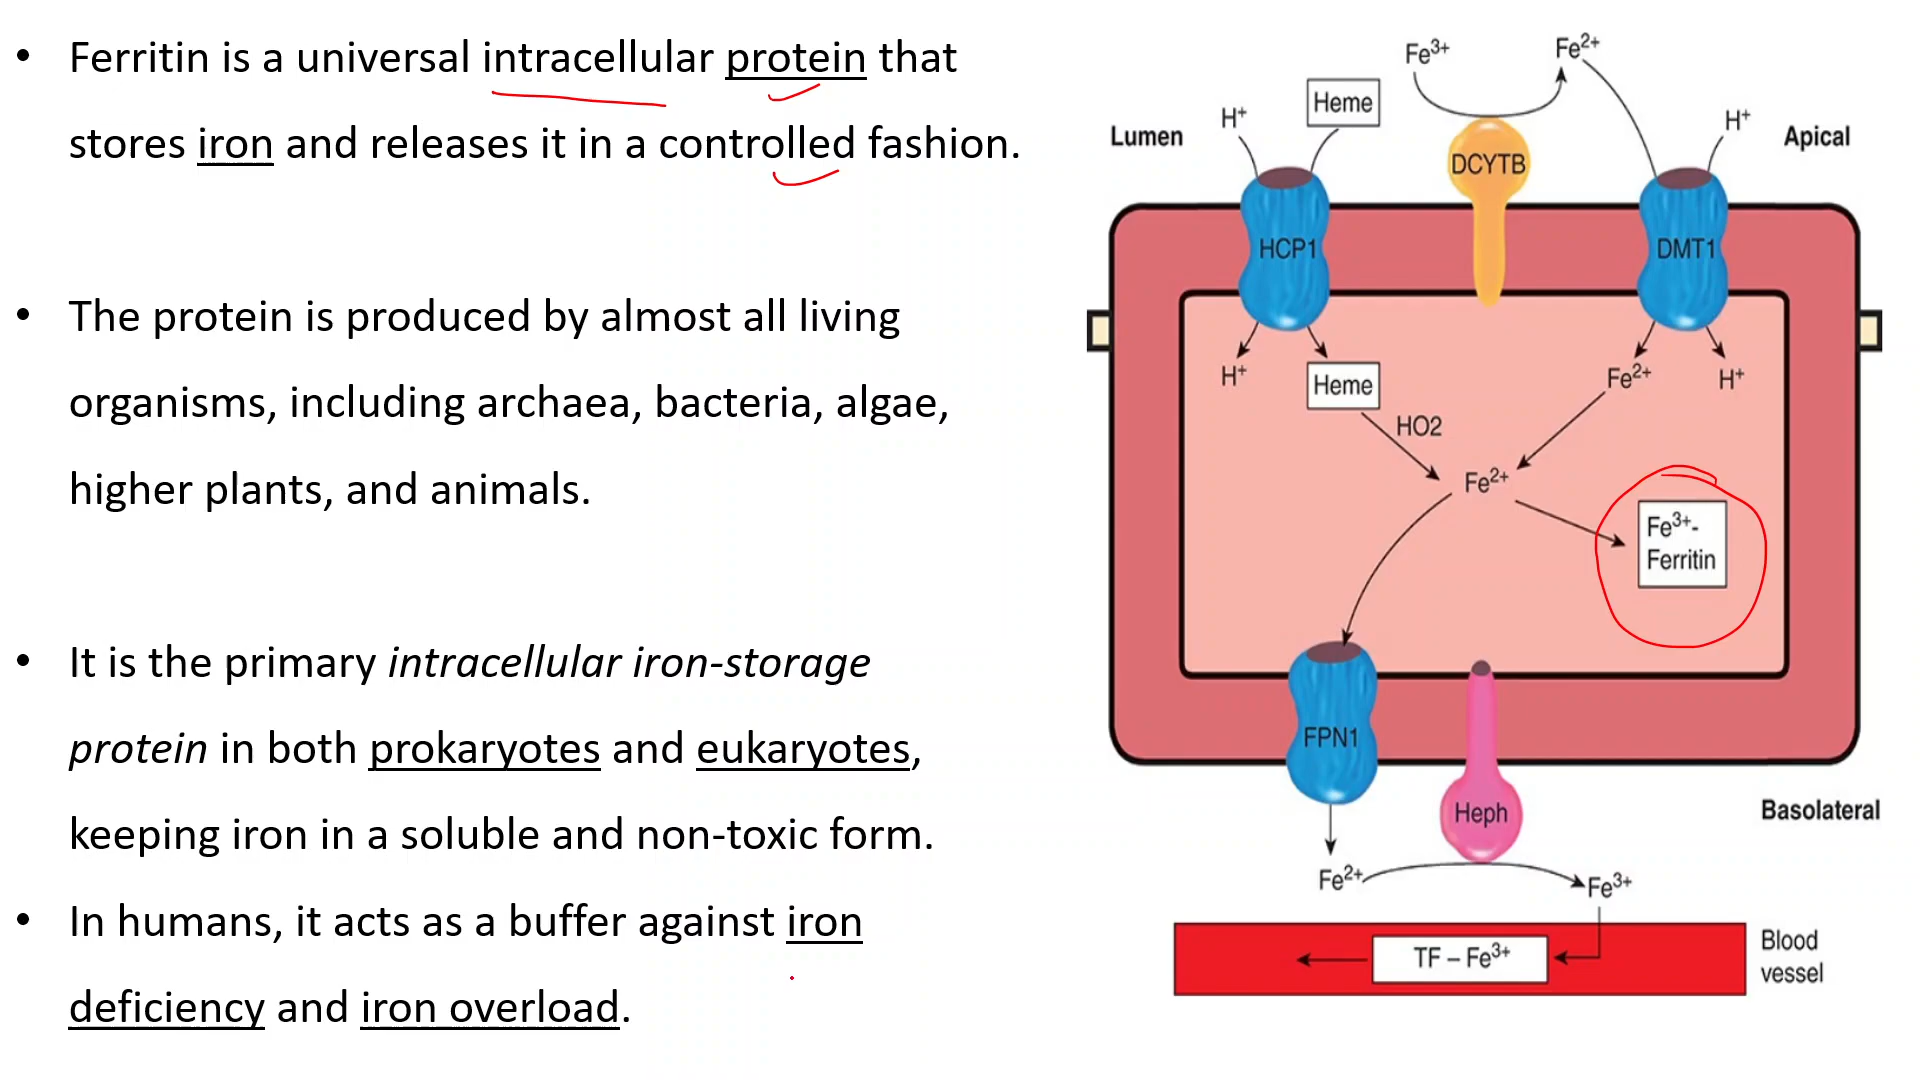 • Ferritin is a universal intracellular protein that
stores iron and releases it in a controlled fashion.
• The protein is produced by almost all living
organisms, including archaea, bacteria, algae,
higher plants, and animals.
• It is the primary intracellular iron-storage
protein in both prokaryotes and eukaryotes,
keeping iron in a soluble and non-toxic form.
• In humans, it acts as a buffer against iron
deficiency and iron overload.
Fe³⁺ Fe²⁺
Lumen H⁺ Heme DCYTB H⁺ Apical
HCP1 DMT1
H⁺ Heme Fe²⁺ H⁺
HO2
Fe²⁺
Fe³⁺-
Ferritin
FPN1
Heph
Basolateral
Fe²⁺ Fe³⁺
TF – Fe³⁺
Blood
vessel